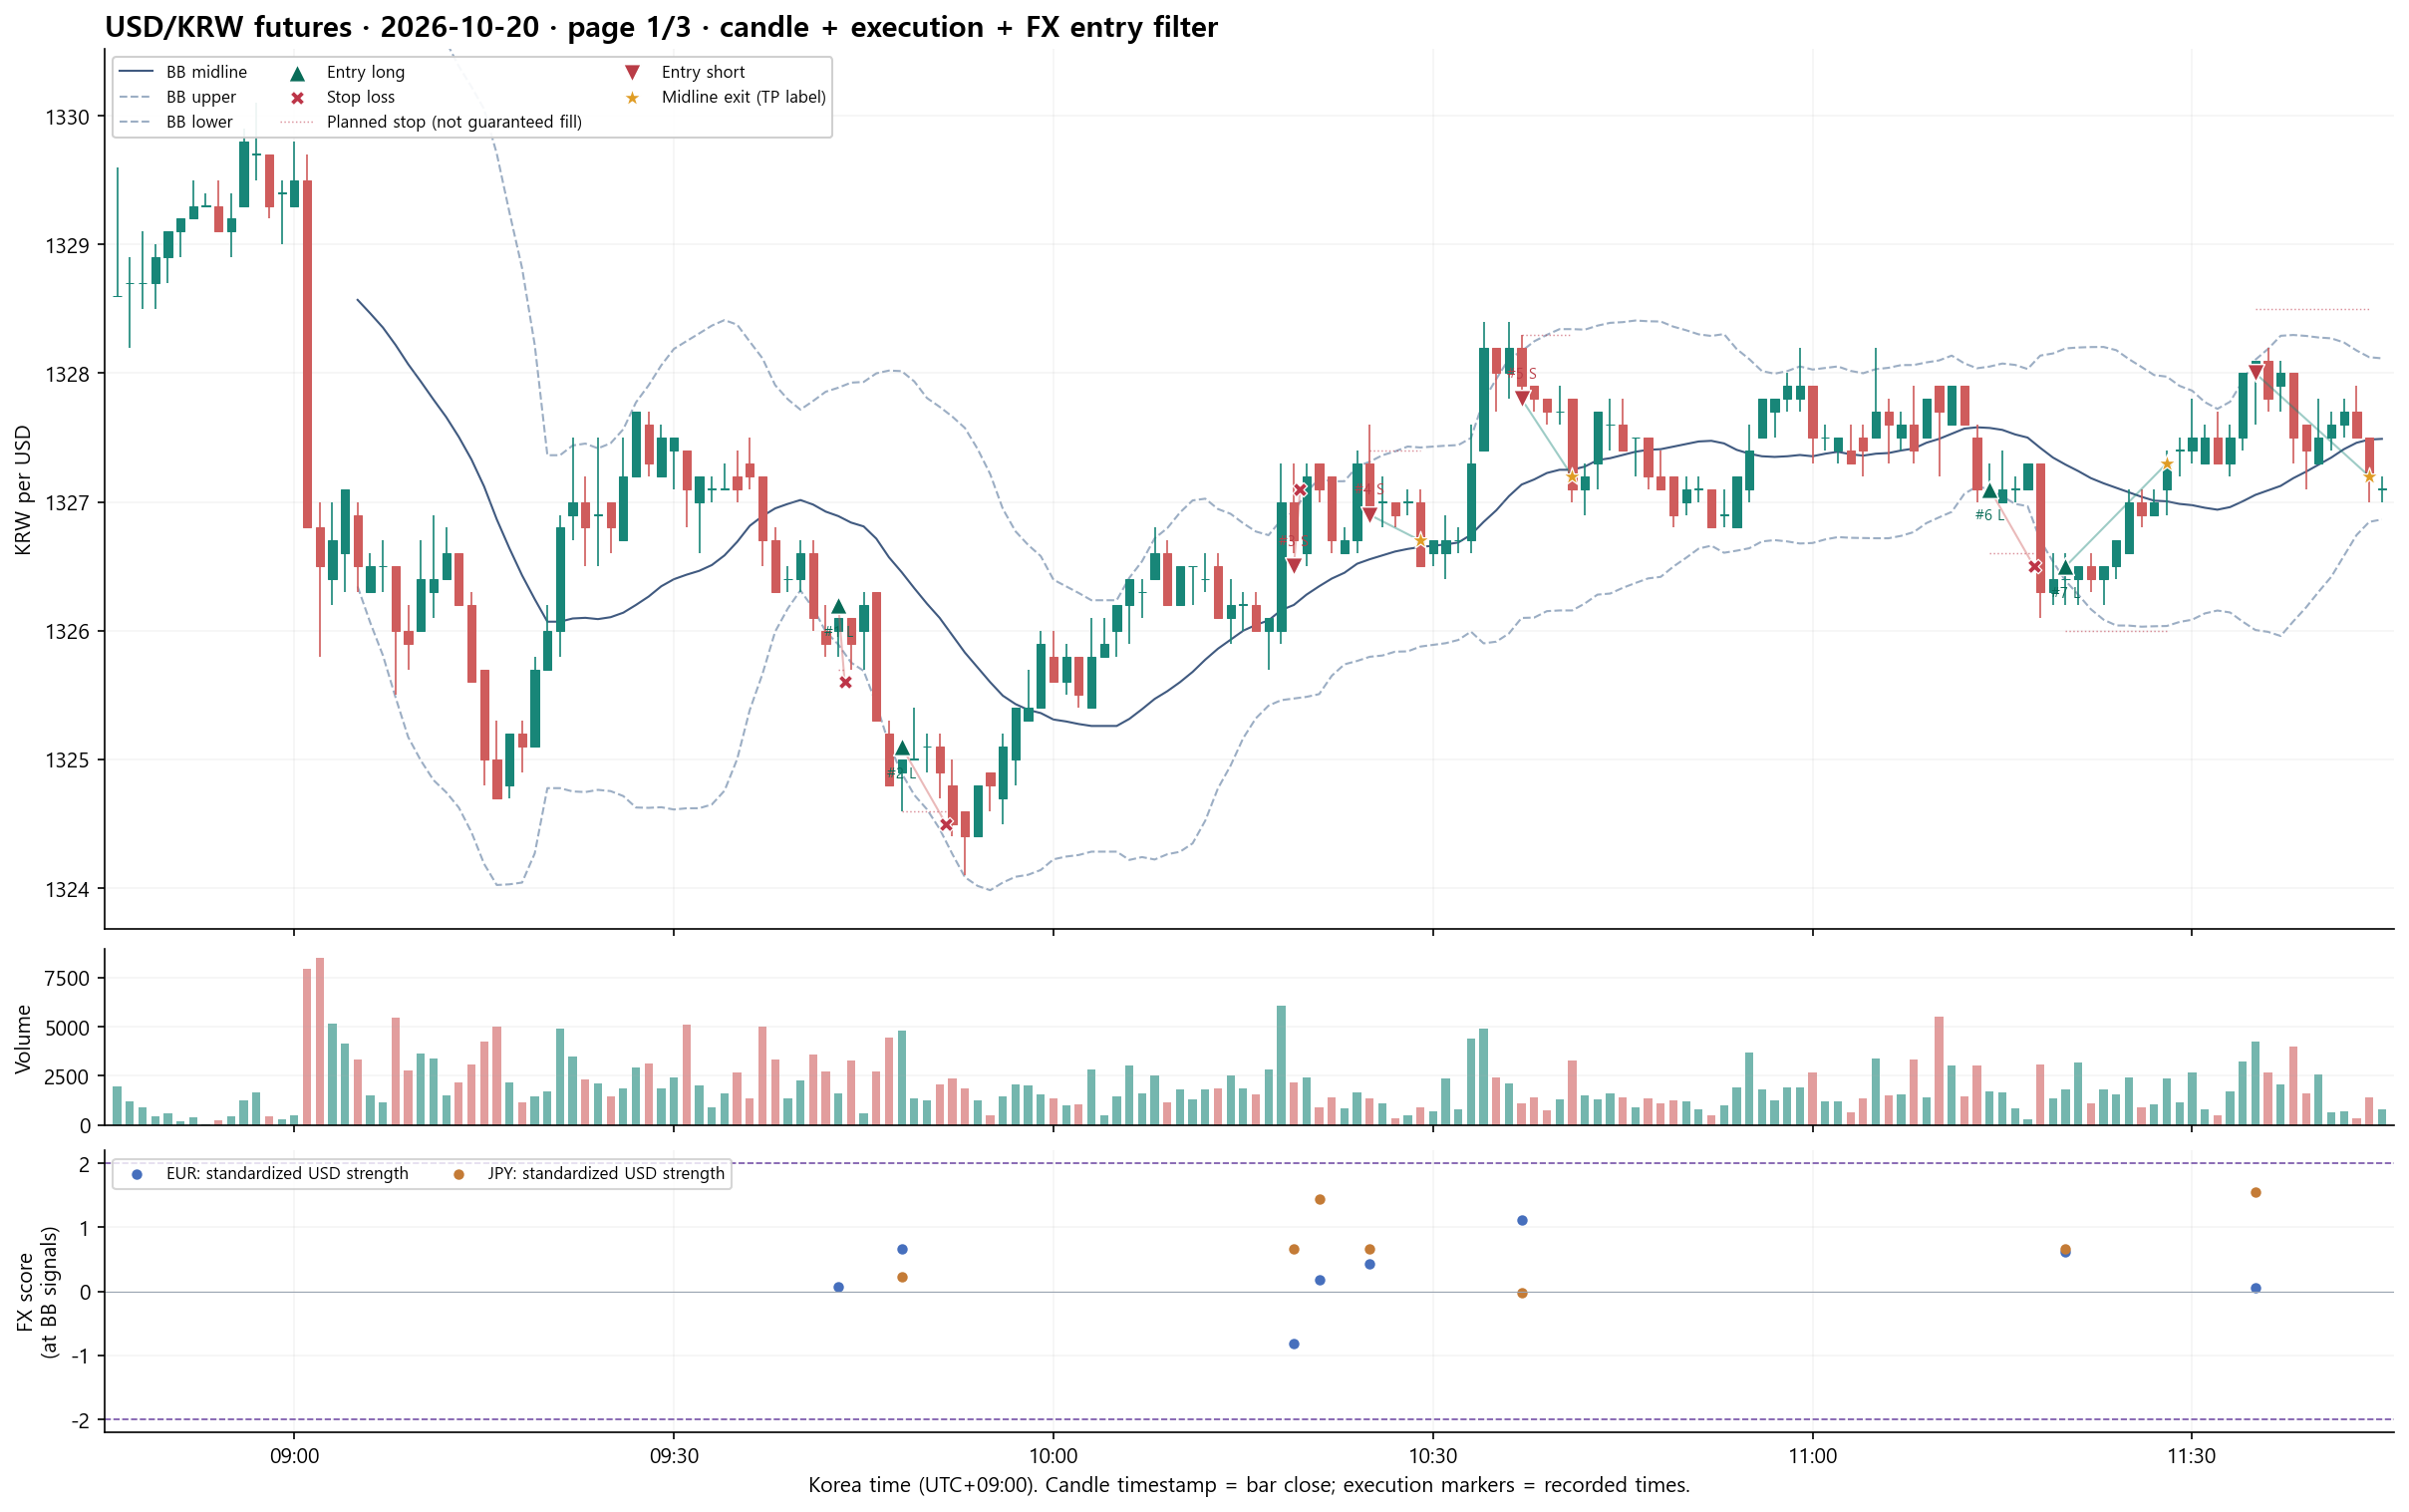 USD/KRW futures · 2026-10-20 · page 1/3 · candle + execution + FX entry filter
BB midline
BB upper
BB lower
Entry long
Stop loss
Planned stop (not guaranteed fill)
Entry short
Midline exit (TP label)
KRW per USD
1330
1329
1328
1327
1326
1325
1324
#2 L
#4 S
#5 S
#6 L
#7 L
Volume
7500
5000
2500
0
EUR: standardized USD strength
JPY: standardized USD strength
FX score
(at BB signals)
2
1
0
-1
-2
09:00
09:30
10:00
10:30
11:00
11:30
Korea time (UTC+09:00). Candle timestamp = bar close; execution markers = recorded times.